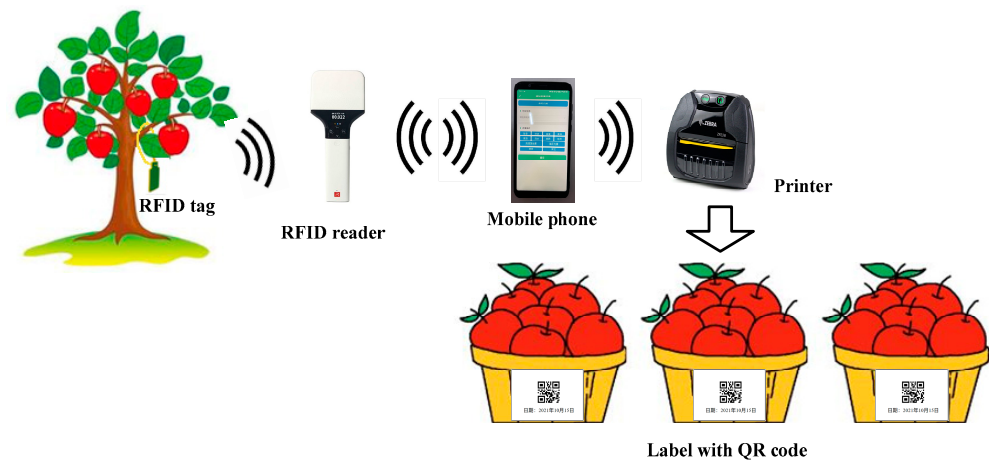 RFID tag
RFID reader
Mobile phone
ZEBRA
Printer
日期：2021年10月15日
日期：2021年10月15日
日期：2021年10月15日
Label with QR code